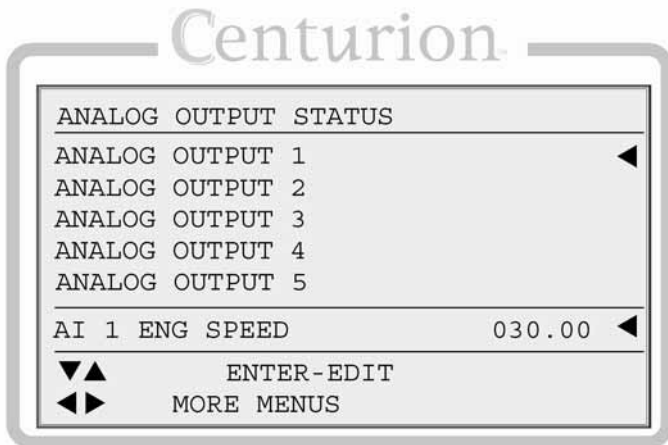 Centurion
ANALOG OUTPUT STATUS
ANALOG OUTPUT 1 ◀
ANALOG OUTPUT 2
ANALOG OUTPUT 3
ANALOG OUTPUT 4
ANALOG OUTPUT 5
AI 1 ENG SPEED 030.00 ◀
▼▲ ENTER-EDIT
◀▶ MORE MENUS